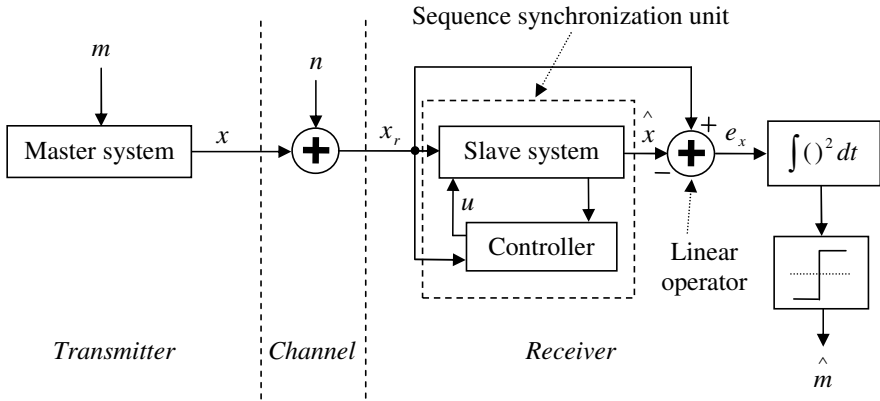 Sequence synchronization unit
m
n
Master system
x
+
x_r
Slave system
x̂
+
−
+
e_x
∫()² dt
u
Controller
Linear
operator
Transmitter
Channel
Receiver
m̂